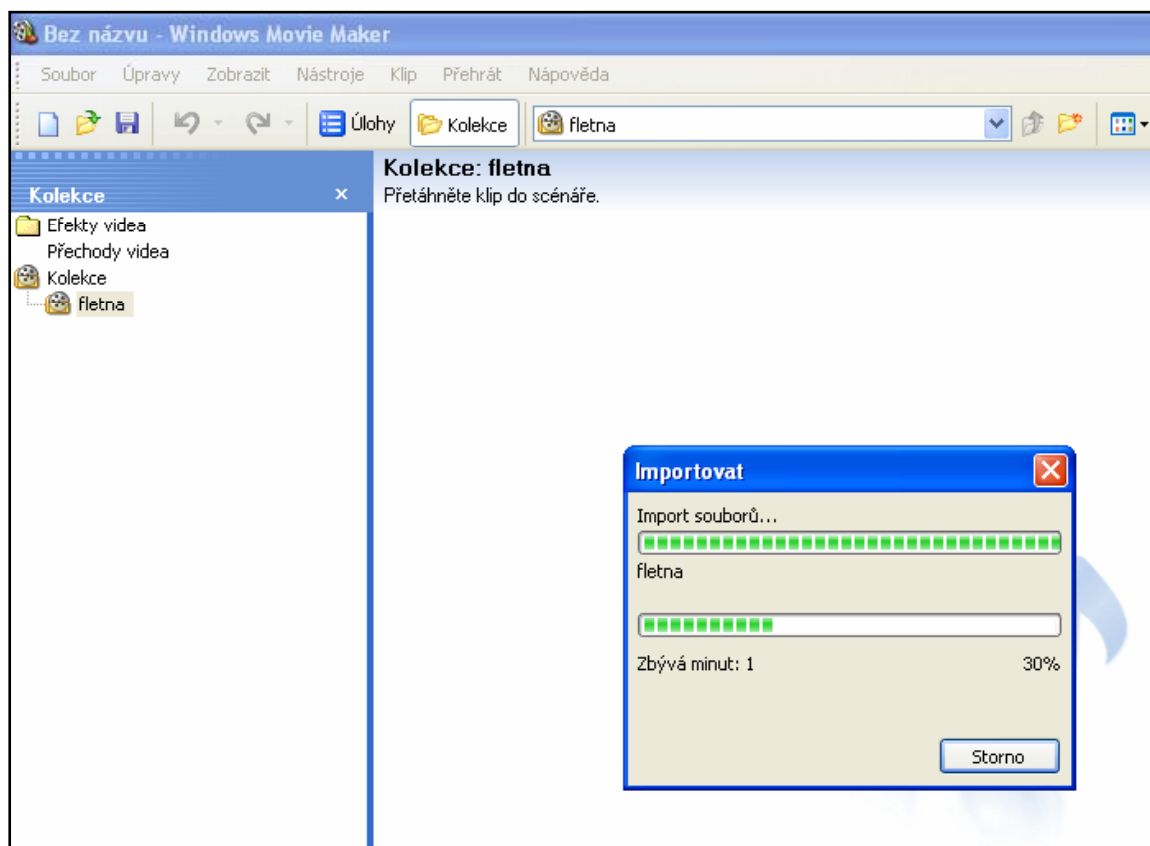 Bez názvu - Windows Movie Maker
Soubor Úpravy Zobrazit Nástroje Klip Přehrát Nápověda
Úlohy Kolekce fletna
Kolekce: fletna
Přetáhněte klip do scénáře.
Kolekce
Efekty videa
Přechody videa
Kolekce
fletna
Importovat
Import souborů...
fletna
Zbývá minut: 1 30%
Storno